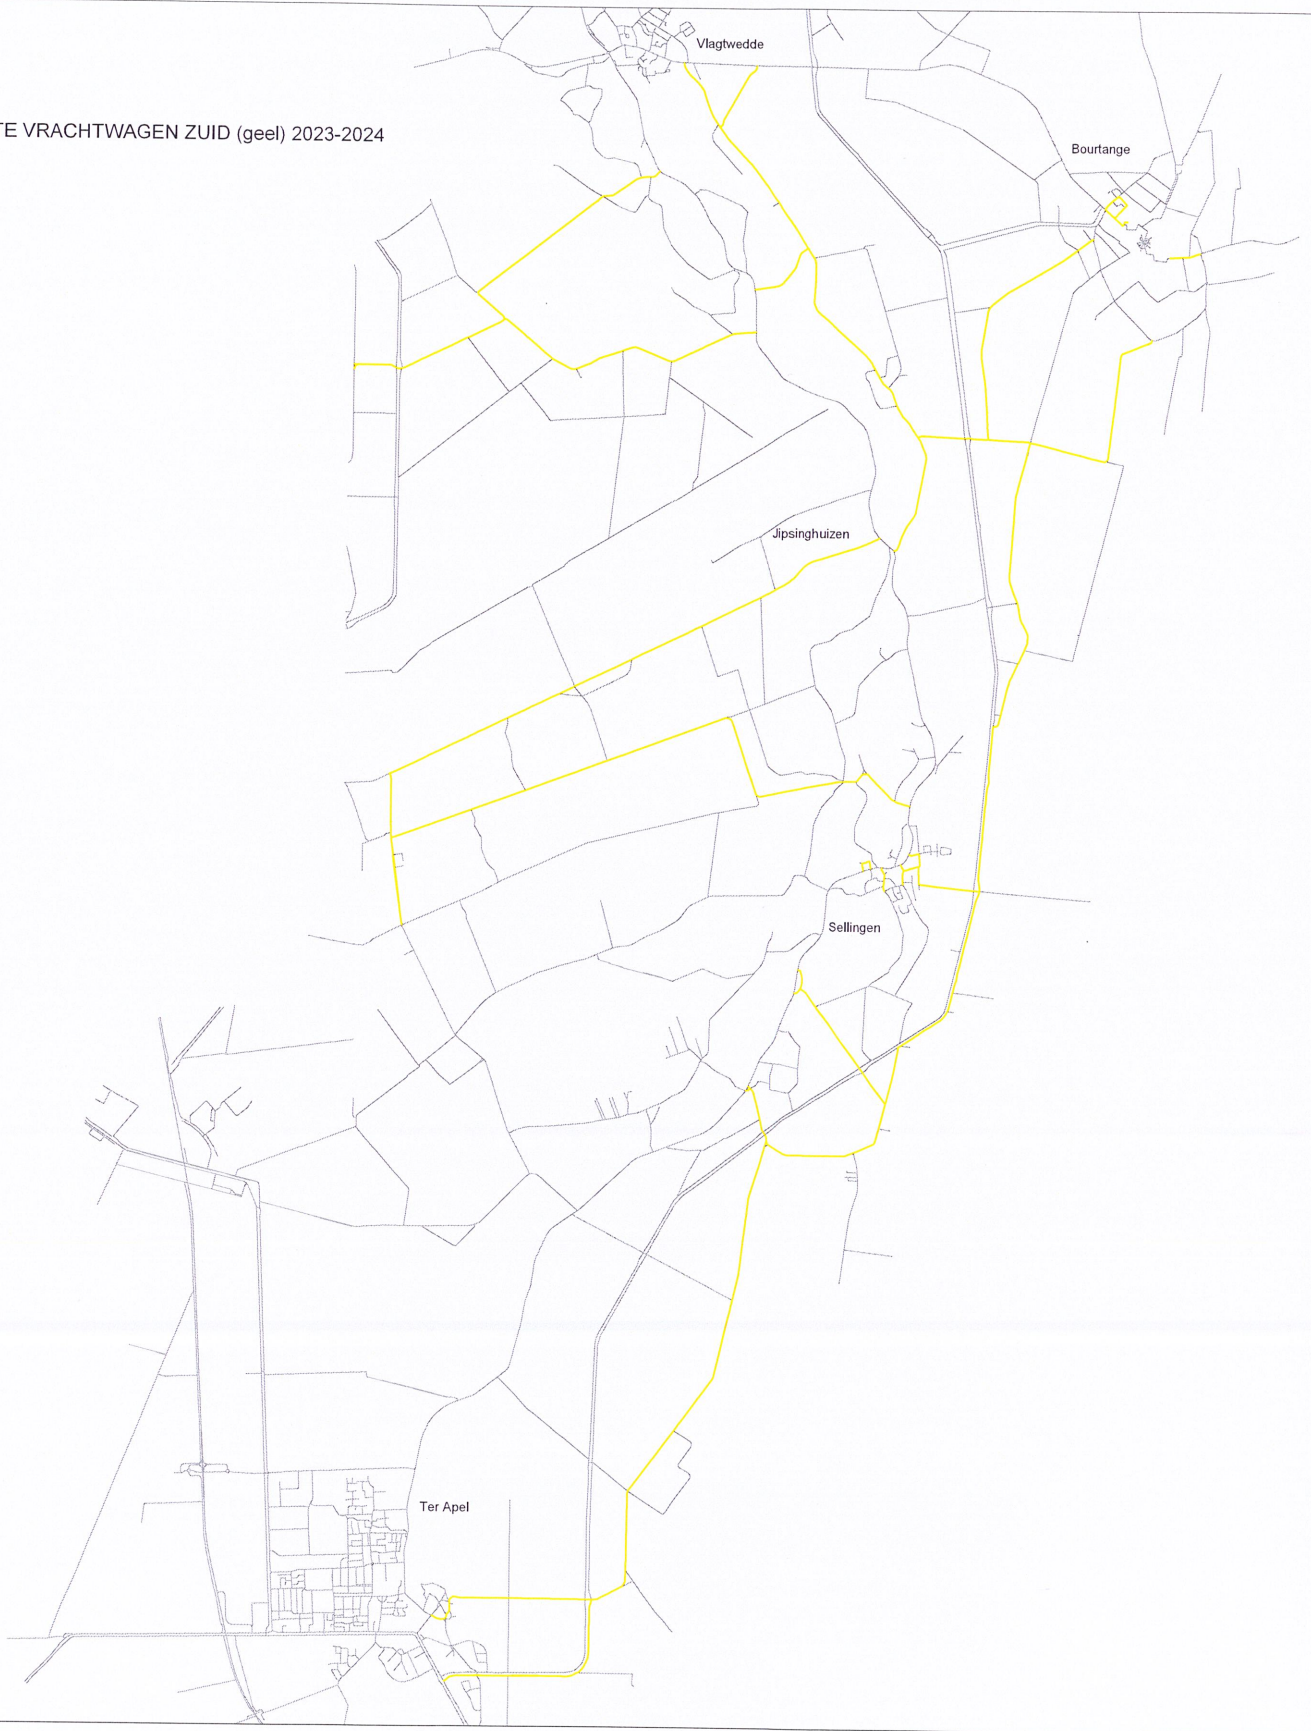 TE VRACHTWAGEN ZUID (geel) 2023-2024
Vlagtwedde
Bourtange
Jipsinghuizen
Sellingen
Ter Apel